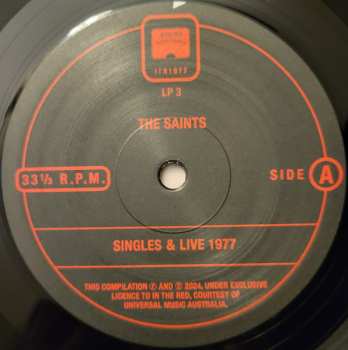 ITR1077
LP 3
THE SAINTS
33⅓ R.P.M.
SIDE A
SINGLES & LIVE 1977
THIS COMPILATION Ⓟ AND © 2024, UNDER EXCLUSIVE
LICENCE TO IN THE RED, COURTESY OF
UNIVERSAL MUSIC AUSTRALIA.